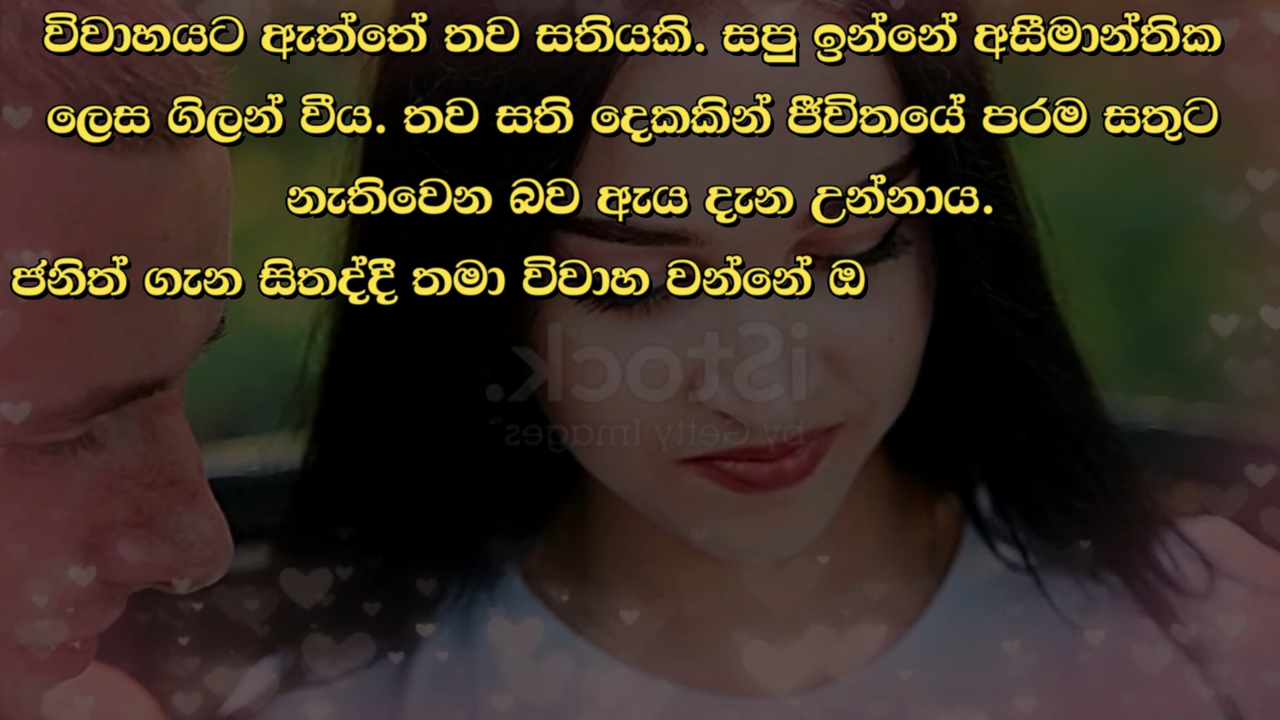 විවාහයට ඇත්තේ තව සතියකි. සපු ඉන්නේ අසීමාන්තික
ලෙස ගිලන් වීය. තව සති දෙකකින් ජීවිතයේ පරම සතුට
නැතිවෙන බව ඇය දැන උන්නාය.
ජනිත් ගැන සිතද්දී තමා විවාහ වන්නේ ඔ
iStock.
by Getty Images™